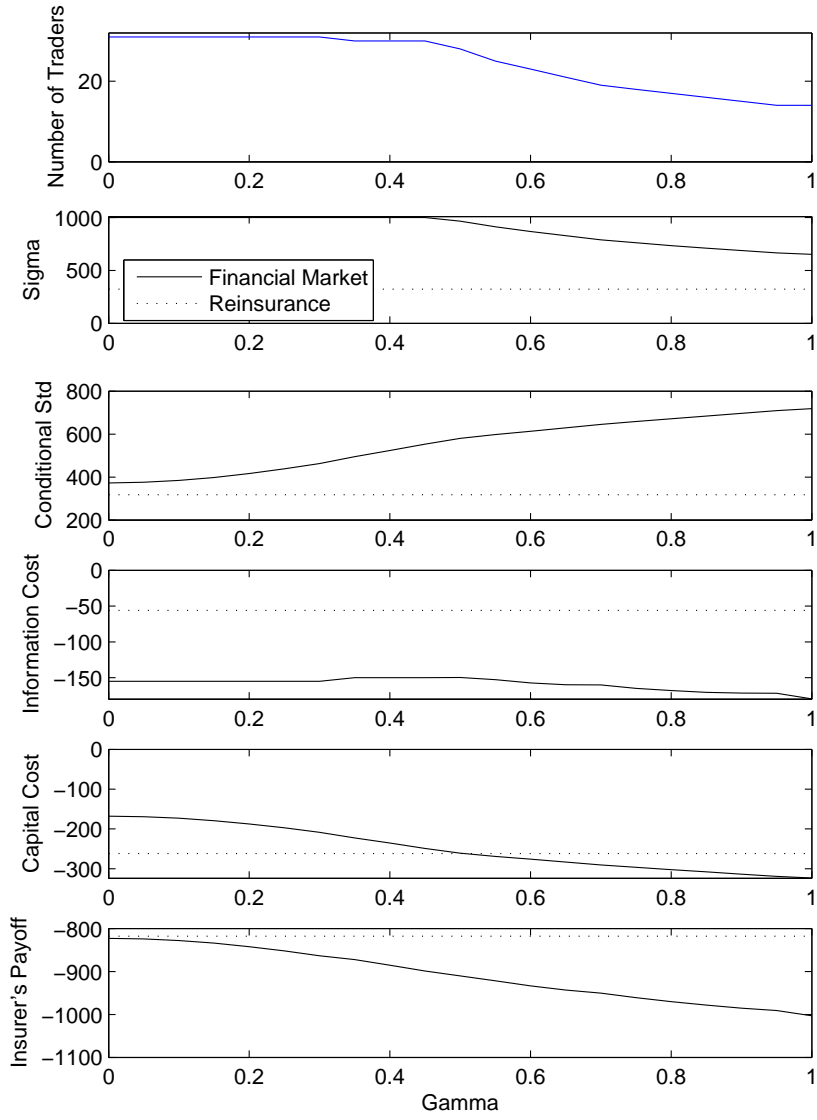 Number of Traders
20
0
0 0.2 0.4 0.6 0.8 1
Sigma
1000
500
0
Financial Market
Reinsurance
0 0.2 0.4 0.6 0.8 1
Conditional Std
800
600
400
200
0 0.2 0.4 0.6 0.8 1
Information Cost
0
−50
−100
−150
0 0.2 0.4 0.6 0.8 1
Capital Cost
0
−100
−200
−300
0 0.2 0.4 0.6 0.8 1
Insurer's Payoff
−800
−900
−1000
−1100
0 0.2 0.4 0.6 0.8 1
Gamma